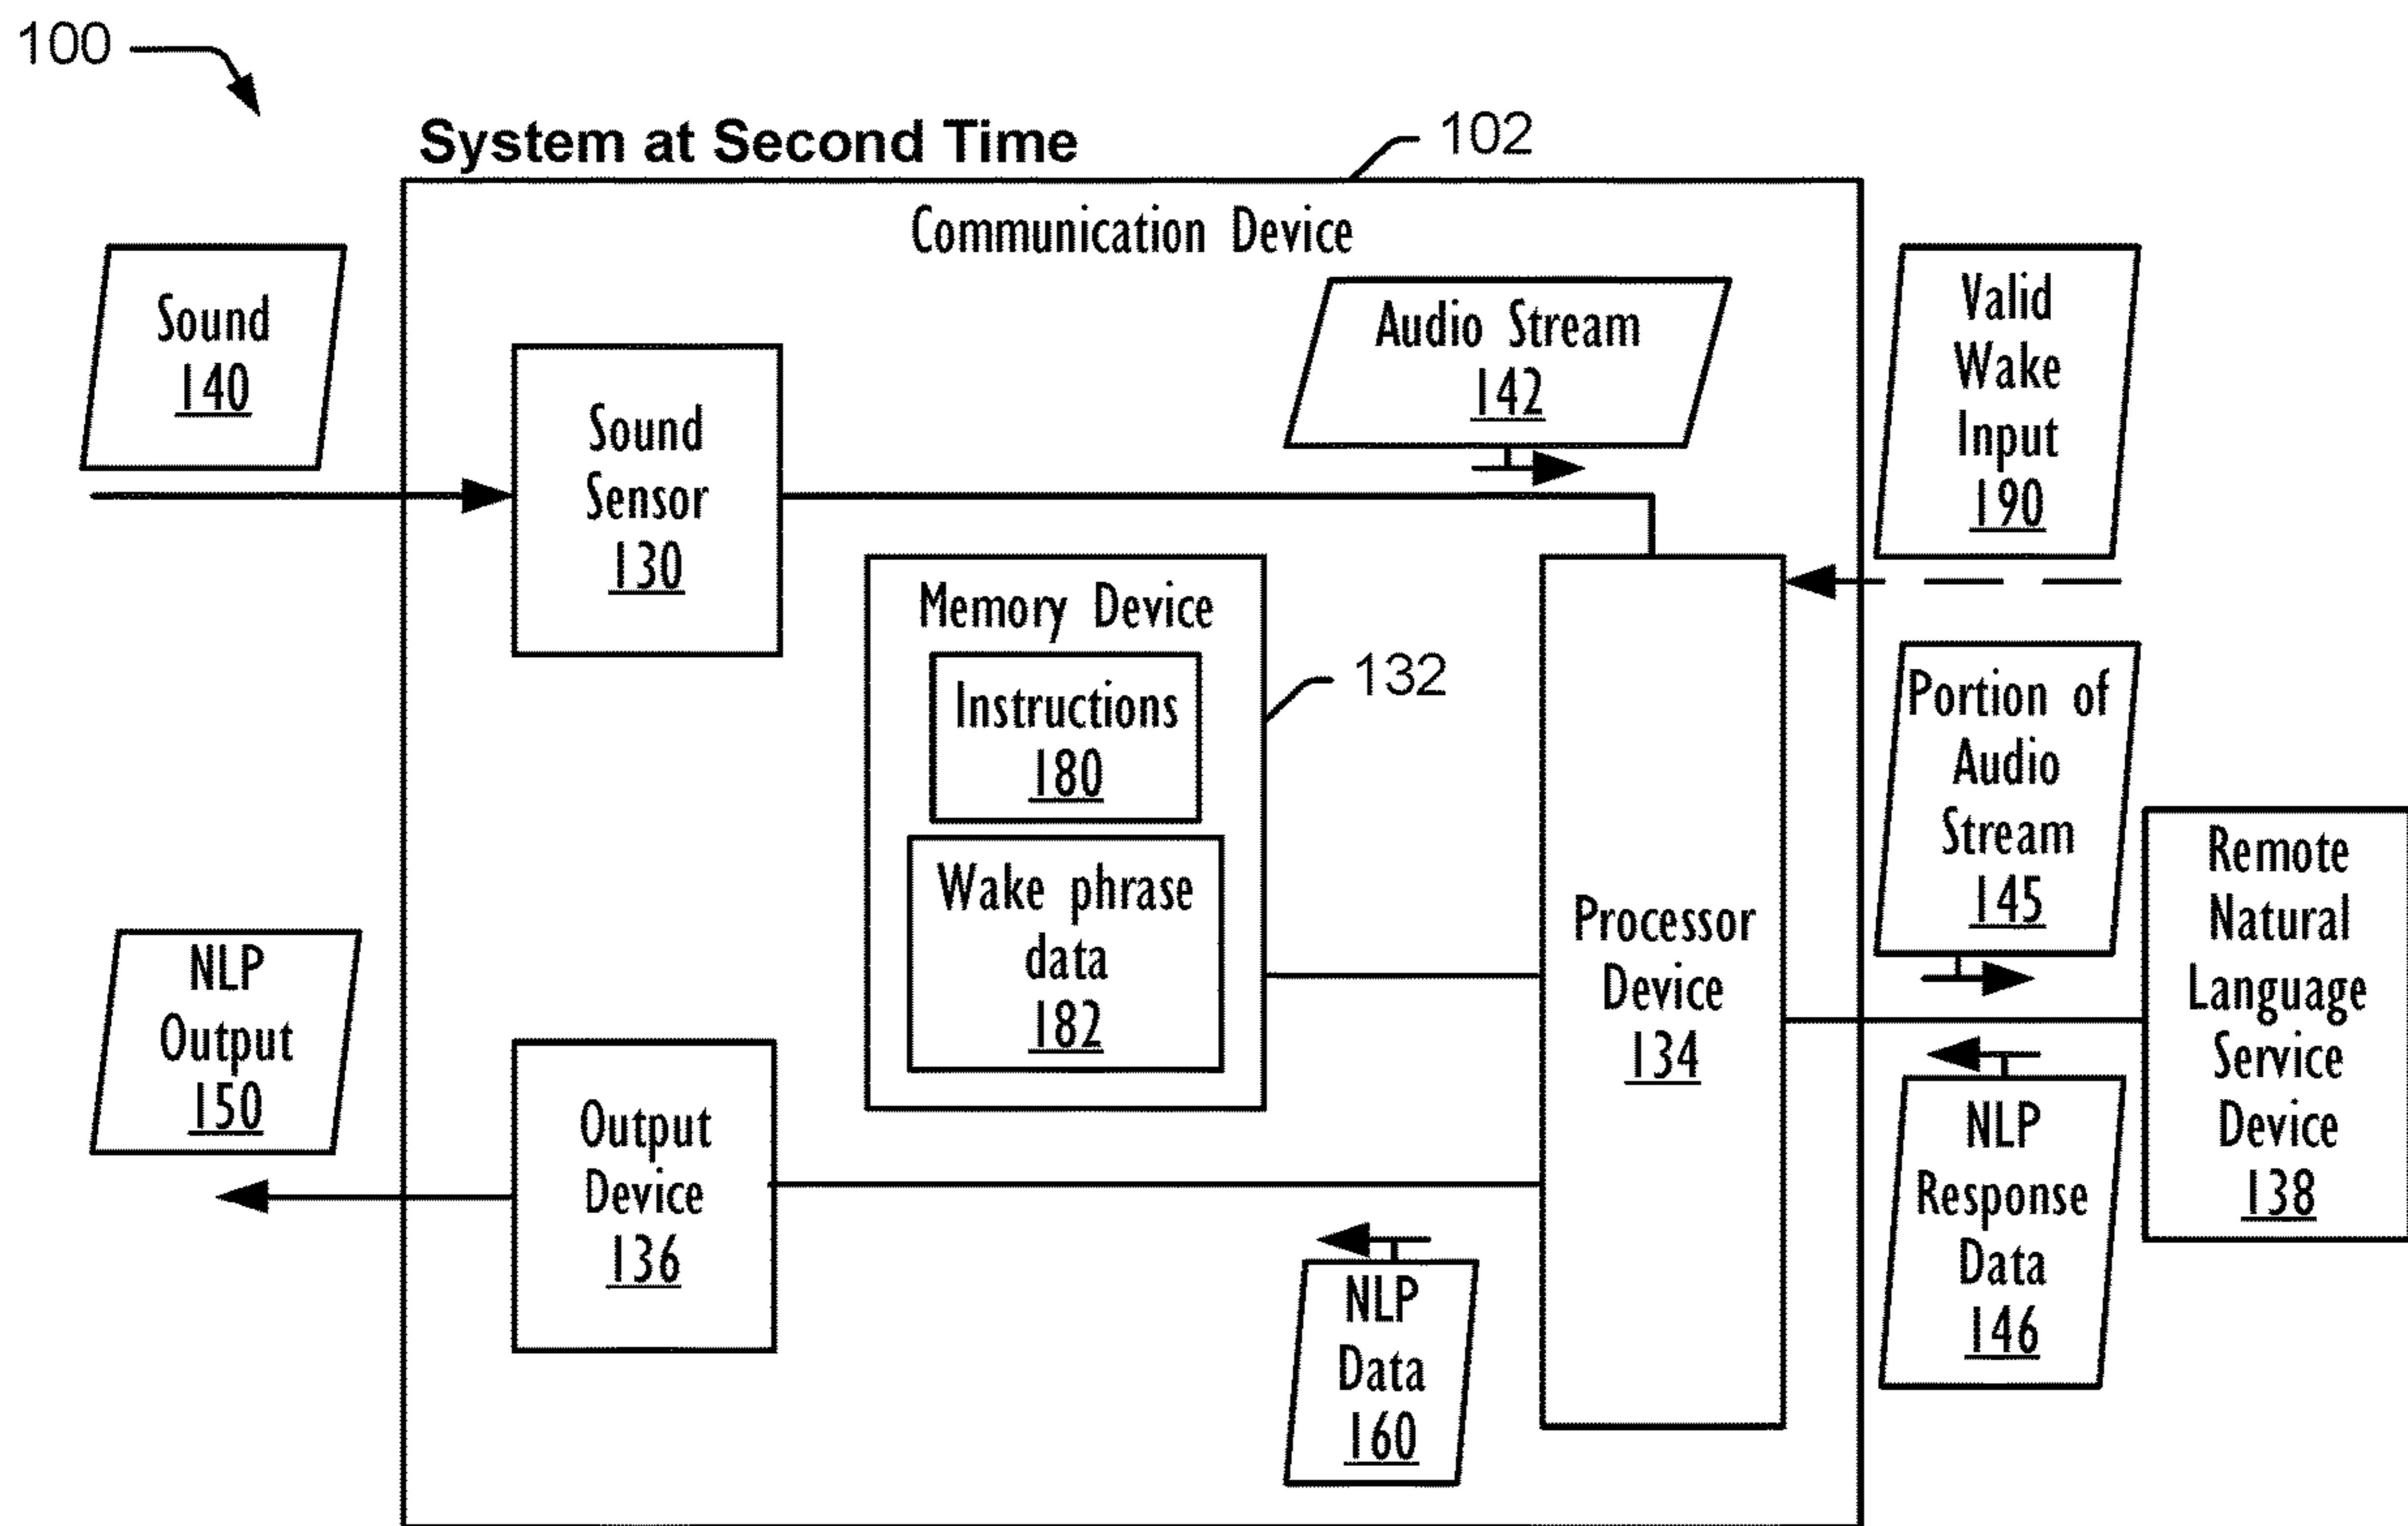 100
System at Second Time
102
Communication Device
Sound
140
Sound
Sensor
130
Audio Stream
142
Valid
Wake
Input
190
Memory Device
132
Instructions
180
Wake phrase
data
182
Processor
Device
134
Portion of
Audio
Stream
145
Remote
Natural
Language
Service
Device
138
NLP
Output
150
Output
Device
136
NLP
Data
160
NLP
Response
Data
146